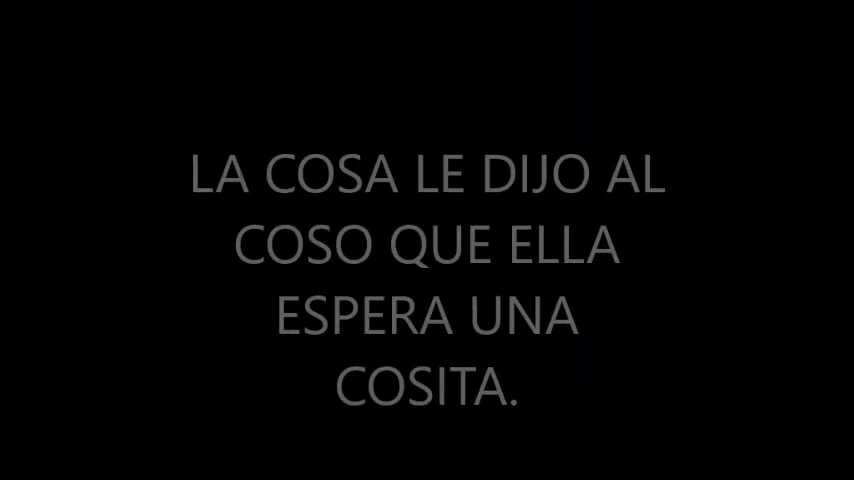 LA COSA LE DIJO AL
COSO QUE ELLA
ESPERA UNA
COSITA.